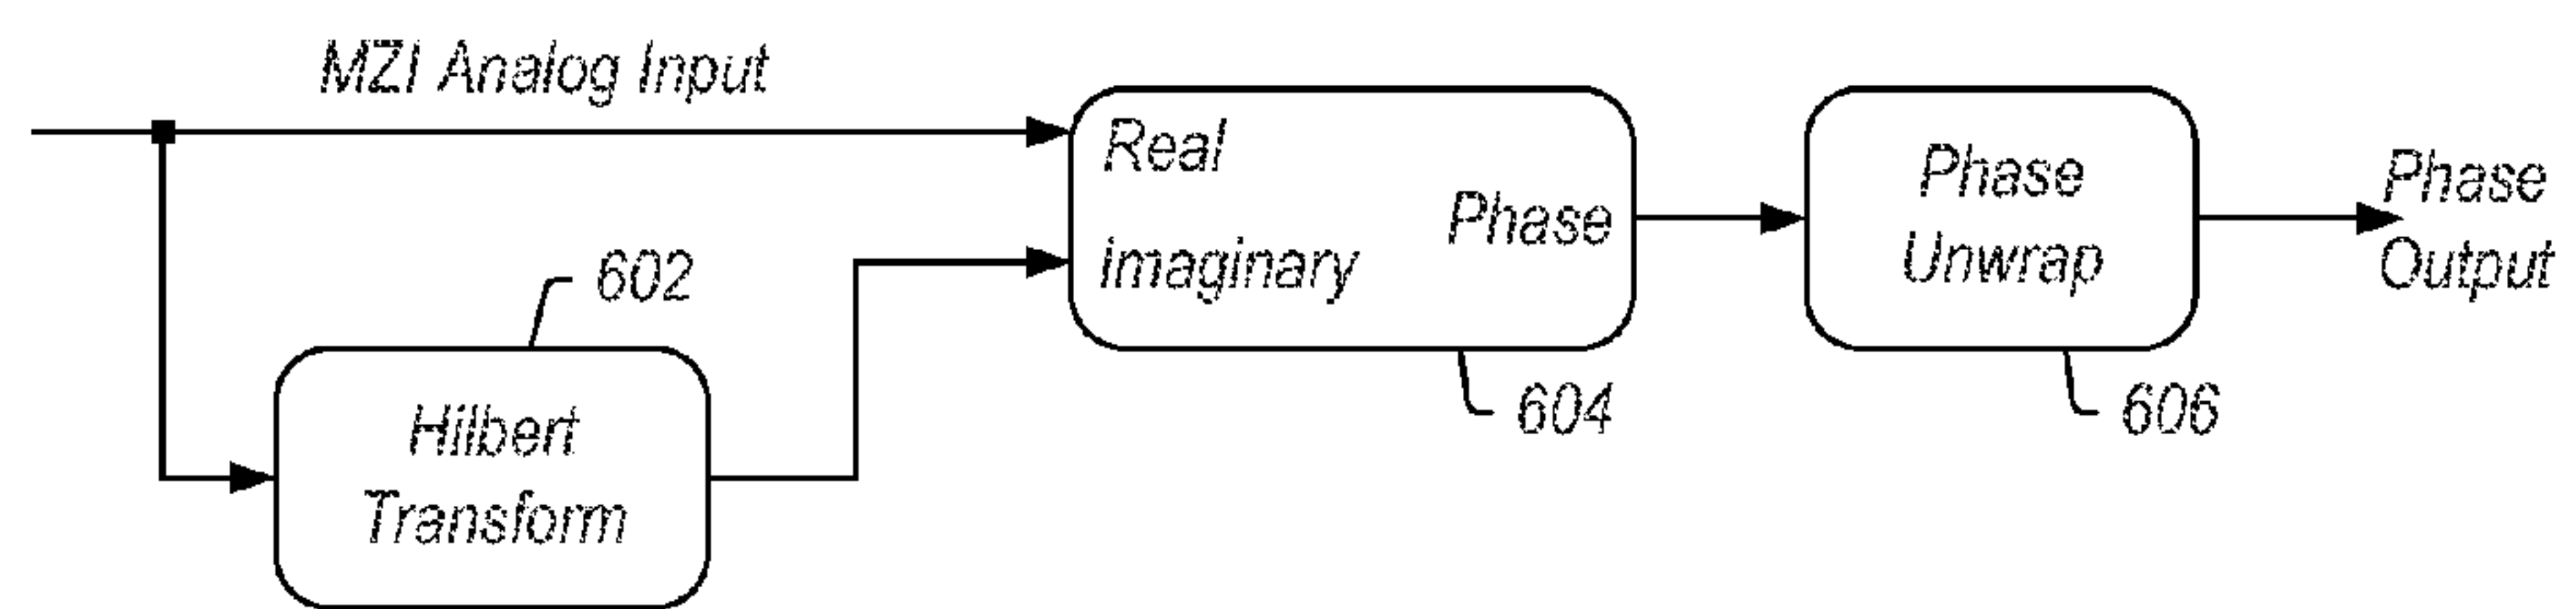 MZI Analog Input
Real
imaginary
Phase
Phase
Unwrap
Phase
Output
602
Hilbert
Transform
604
606